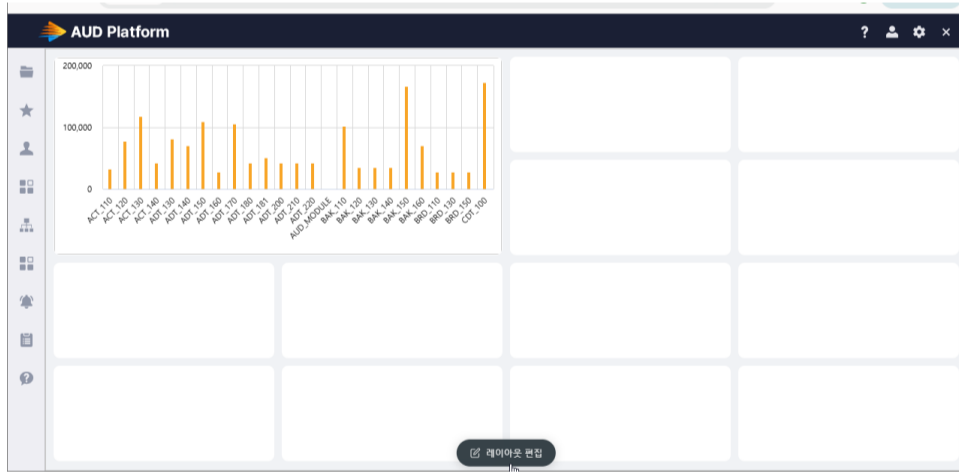 AUD Platform
?
×
200,000
100,000
0
ACT_110
ACT_120
ACT_130
ACT_140
ADT_130
ADT_140
ADT_150
ADT_160
ADT_170
ADT_180
ADT_181
ADT_200
ADT_210
ADT_220
AUD_MODULE
BAK_110
BAK_120
BAK_130
BAK_140
BAK_150
BAK_160
BRD_110
BRD_130
BRD_150
CDT_100
레이아웃 편집